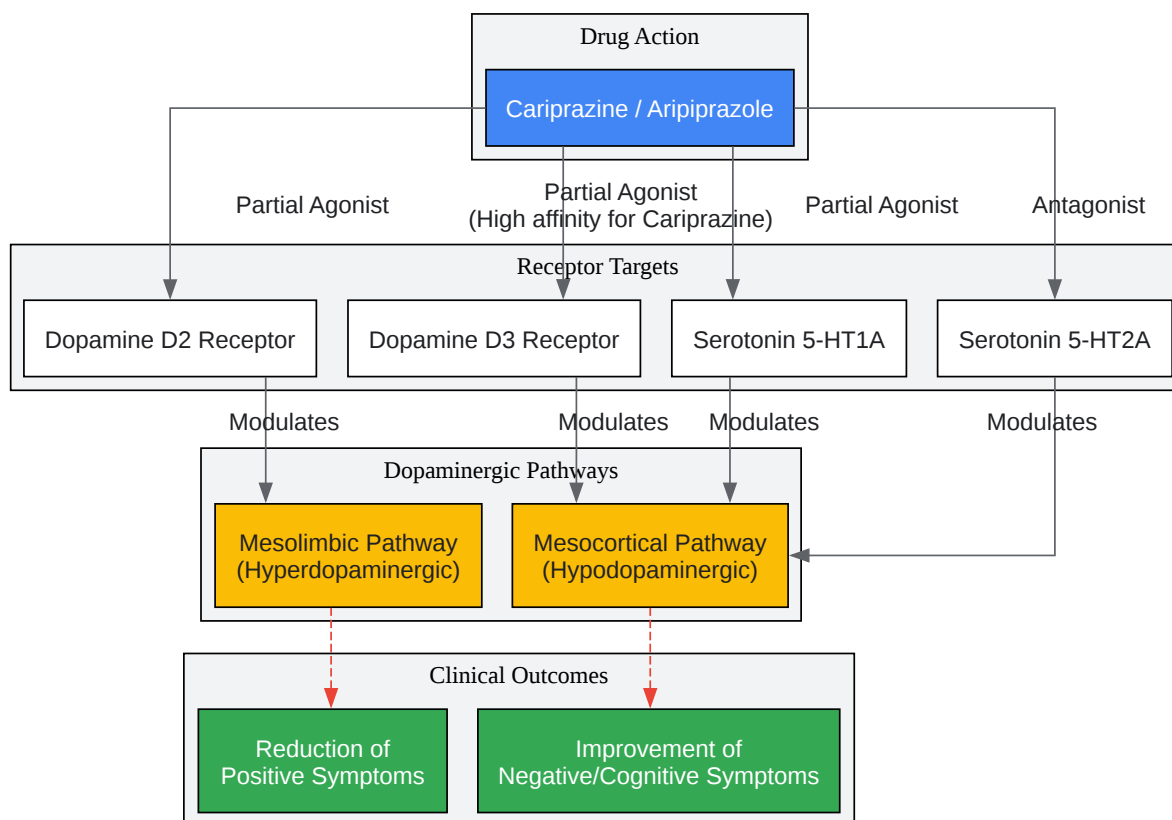 Drug Action
Cariprazine / Aripiprazole
Partial Agonist
Partial Agonist
(High affinity for Cariprazine)
Partial Agonist
Antagonist
Receptor Targets
Dopamine D2 Receptor
Dopamine D3 Receptor
Serotonin 5-HT1A
Serotonin 5-HT2A
Modulates
Modulates
Modulates
Modulates
Dopaminergic Pathways
Mesolimbic Pathway
(Hyperdopaminergic)
Mesocortical Pathway
(Hypodopaminergic)
Clinical Outcomes
Reduction of
Positive Symptoms
Improvement of
Negative/Cognitive Symptoms